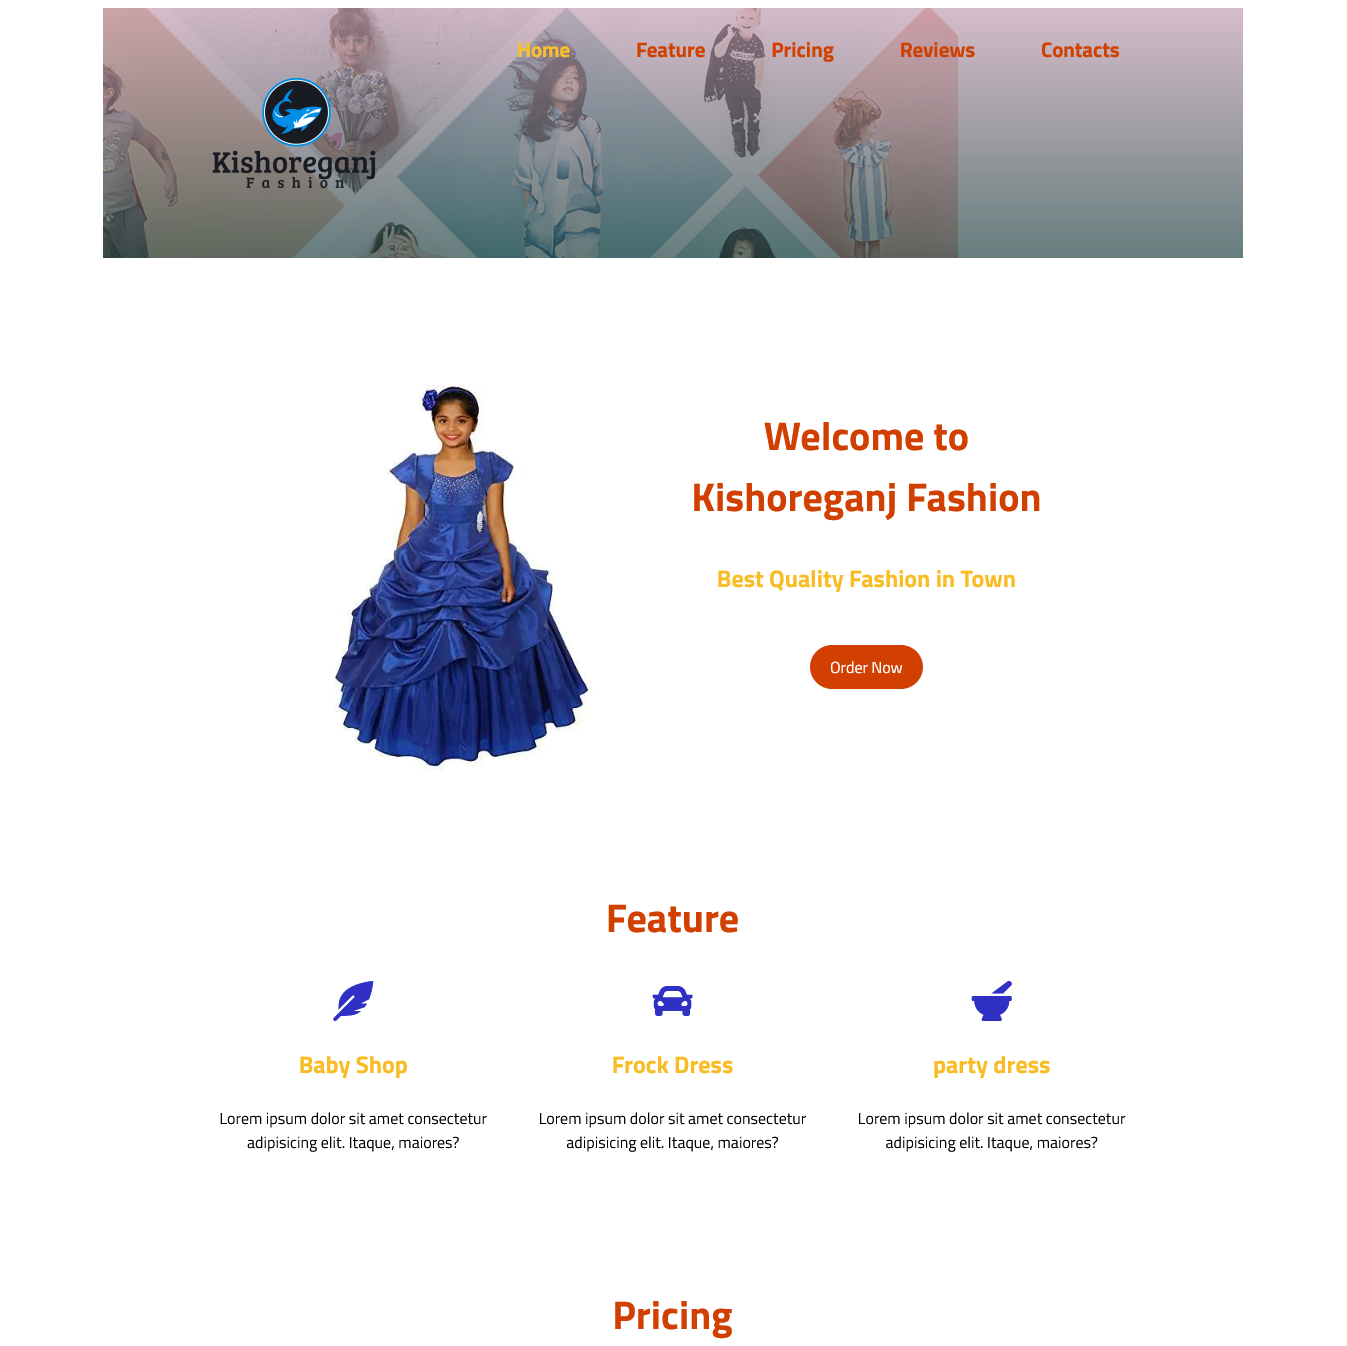 Home Feature Pricing Reviews Contacts
Kishoreganj
Fashion
Welcome to
Kishoreganj Fashion
Best Quality Fashion in Town
Order Now
Feature
Baby Shop
Lorem ipsum dolor sit amet consectetur
adipisicing elit. Itaque, maiores?
Frock Dress
Lorem ipsum dolor sit amet consectetur
adipisicing elit. Itaque, maiores?
party dress
Lorem ipsum dolor sit amet consectetur
adipisicing elit. Itaque, maiores?
Pricing